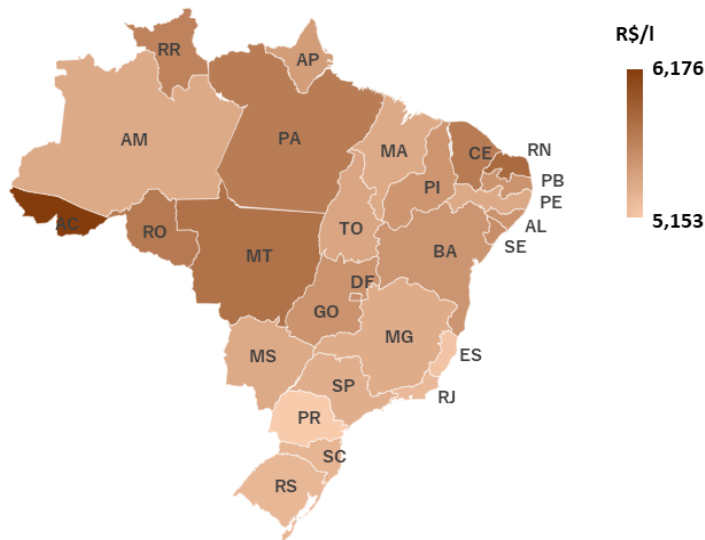 R$/l
6,176
5,153
RR
AP
AM
PA
MA
CE
RN
PB
PI
PE
AL
SE
AC
RO
TO
MT
BA
DF
GO
MG
MS
ES
SP
RJ
PR
SC
RS